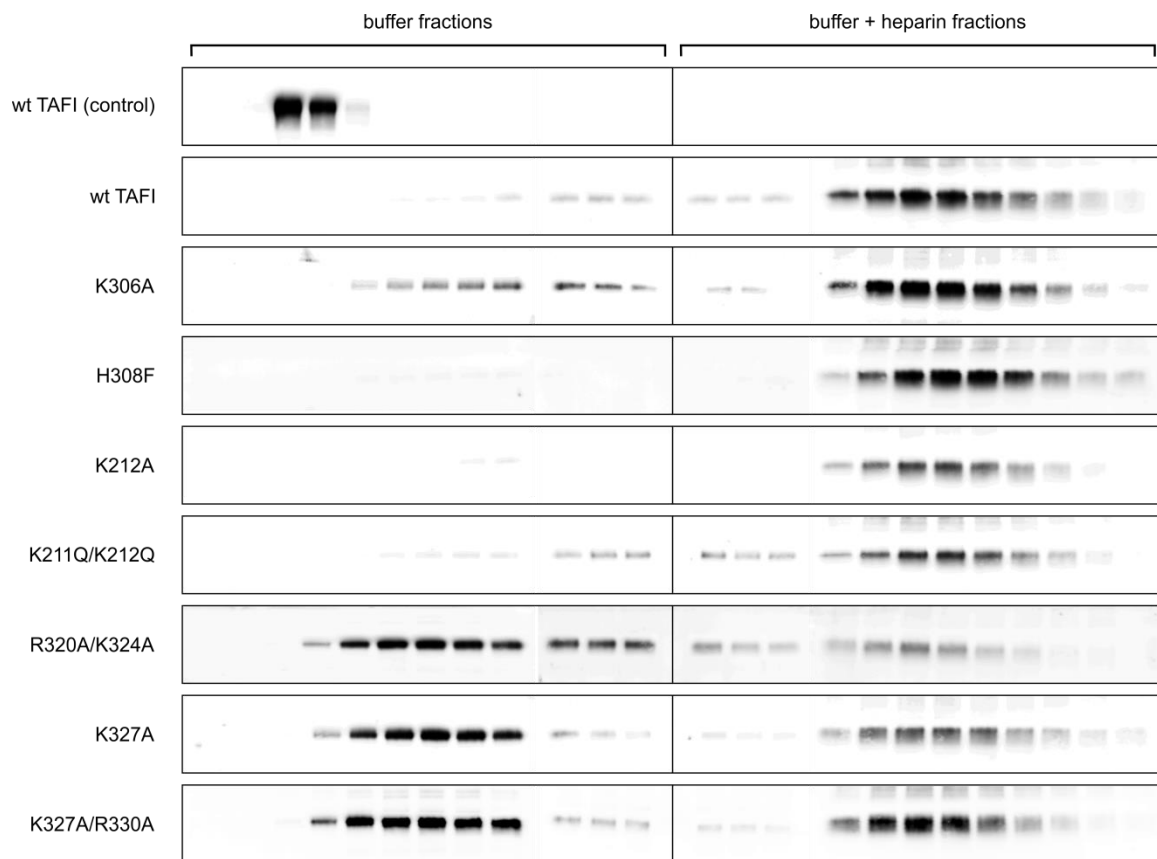 buffer fractions
buffer + heparin fractions
wt TAFI (control)
wt TAFI
K306A
H308F
K212A
K211Q/K212Q
R320A/K324A
K327A
K327A/R330A